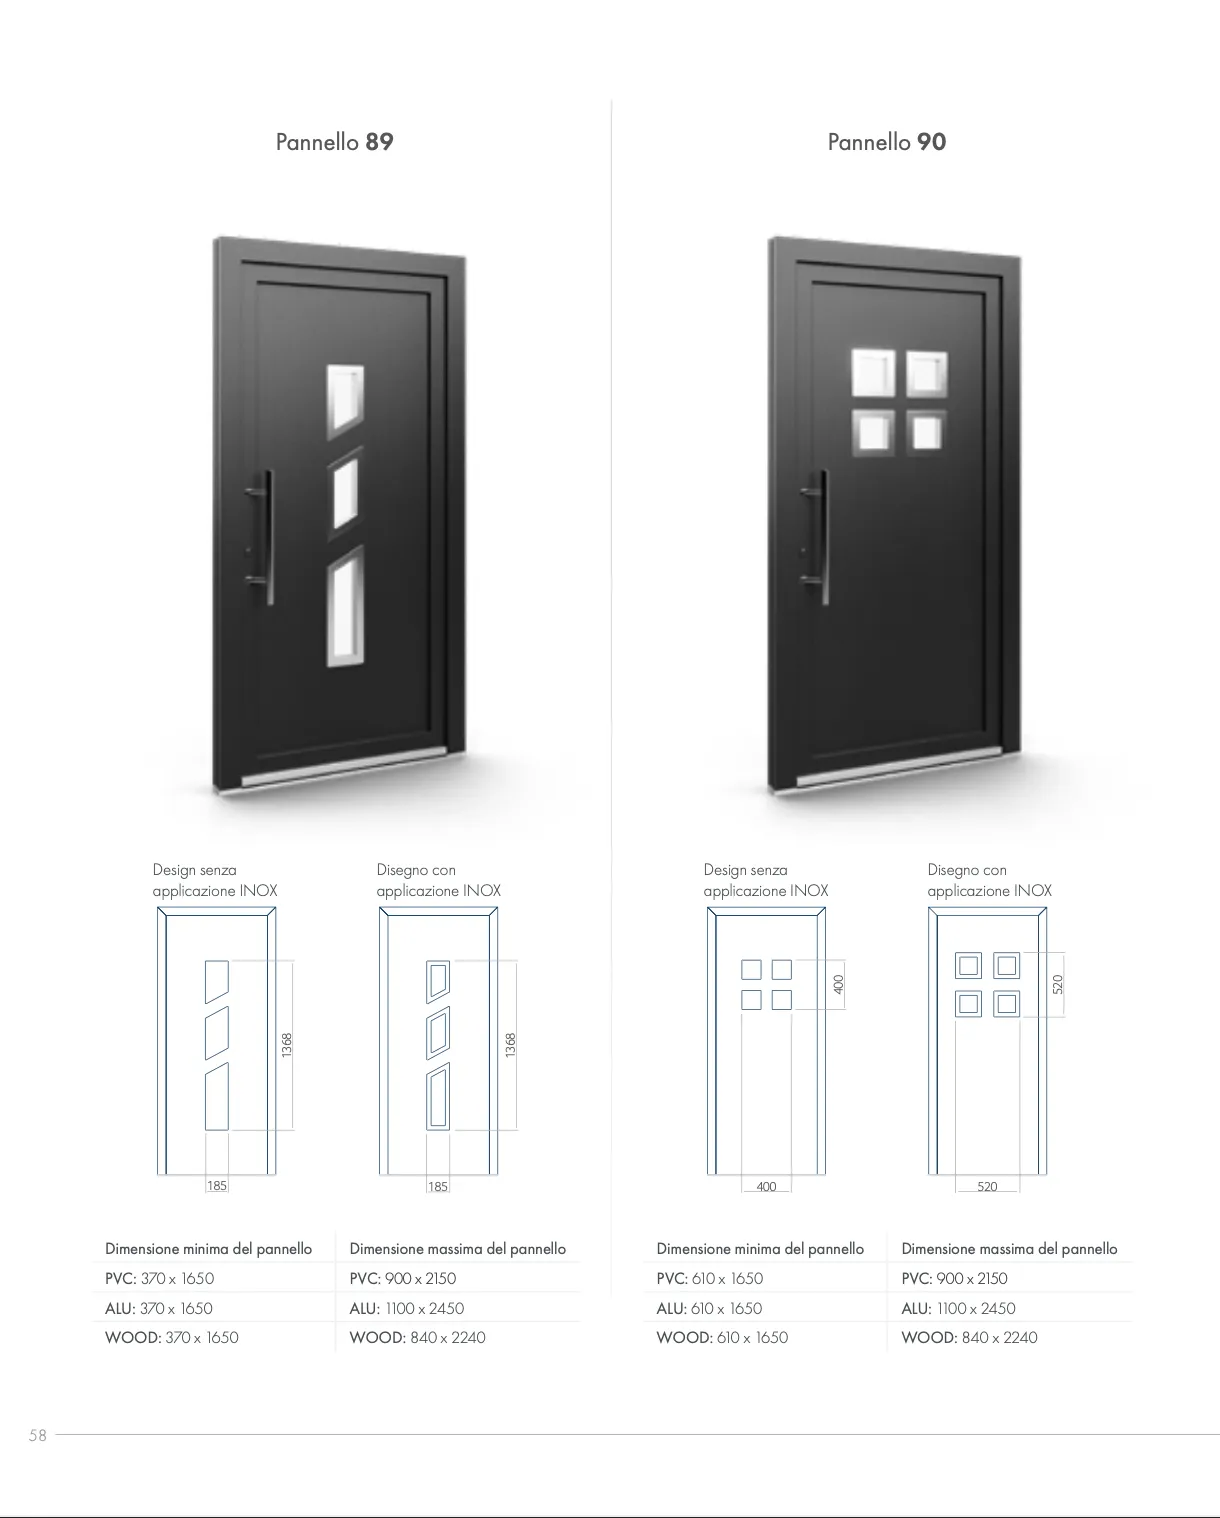 Pannello 89
Design senza
applicazione INOX
Disegno con
applicazione INOX
1368
185
1368
185
Dimensione minima del pannello
Dimensione massima del pannello
PVC: 370 x 1650
PVC: 900 x 2150
ALU: 370 x 1650
ALU: 1100 x 2450
WOOD: 370 x 1650
WOOD: 840 x 2240
Pannello 90
Design senza
applicazione INOX
Disegno con
applicazione INOX
400
400
520
520
Dimensione minima del pannello
Dimensione massima del pannello
PVC: 610 x 1650
PVC: 900 x 2150
ALU: 610 x 1650
ALU: 1100 x 2450
WOOD: 610 x 1650
WOOD: 840 x 2240
58